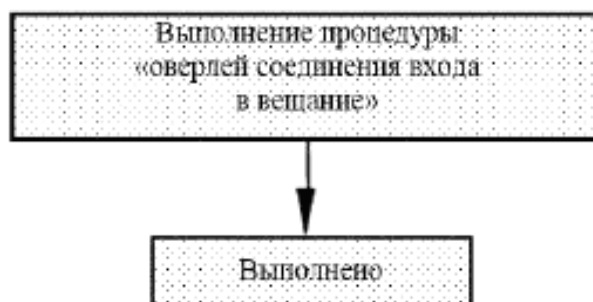 Выполнение процедуры
«оверлей соединения входа
в вещание»
Выполнено